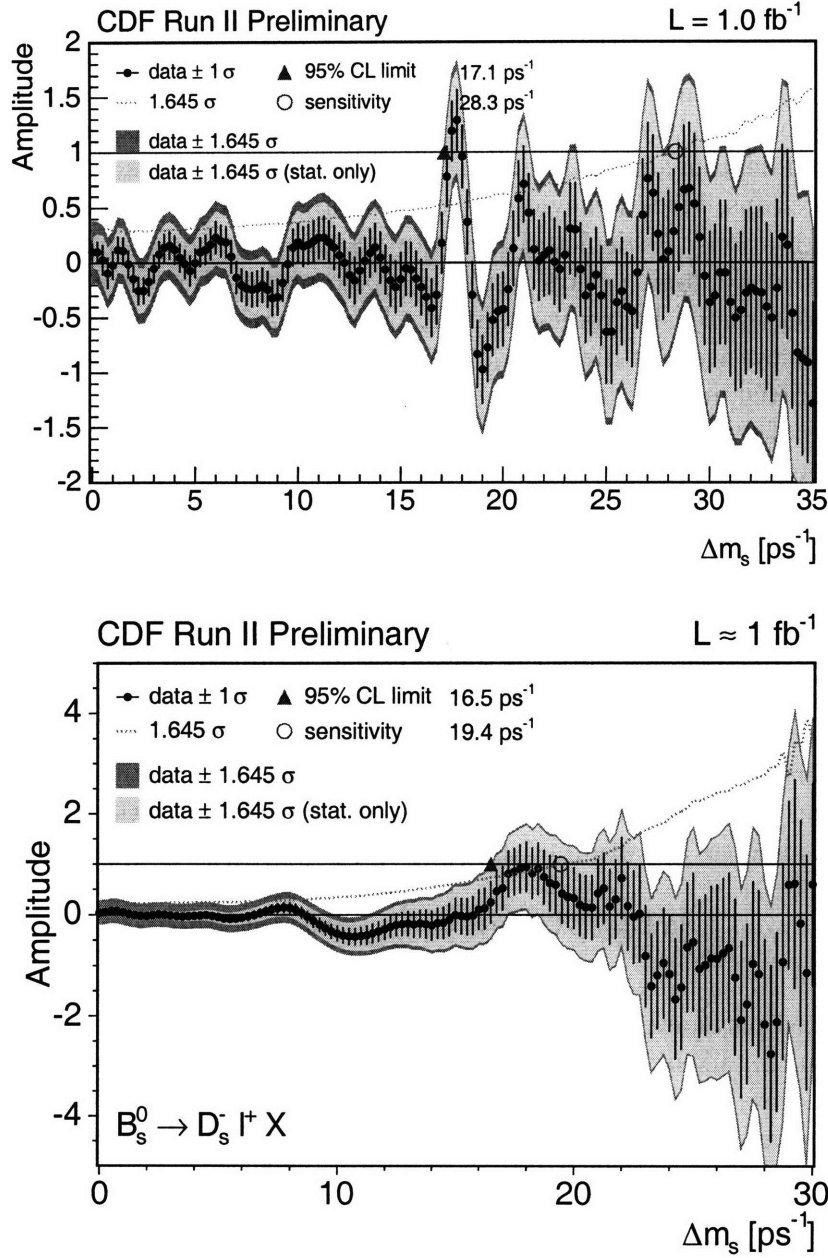 CDF Run II Preliminary L = 1.0 fb⁻¹
Amplitude
data ± 1 σ 95% CL limit 17.1 ps⁻¹
1.645 σ sensitivity 28.3 ps⁻¹
data ± 1.645 σ
data ± 1.645 σ (stat. only)
2
1.5
1
0.5
0
-0.5
-1
-1.5
-2
0 5 10 15 20 25 30 35
Δmₛ [ps⁻¹]
CDF Run II Preliminary L ≈ 1 fb⁻¹
Amplitude
data ± 1 σ 95% CL limit 16.5 ps⁻¹
1.645 σ sensitivity 19.4 ps⁻¹
data ± 1.645 σ
data ± 1.645 σ (stat. only)
4
2
0
-2
-4
B⁰ₛ → D⁻ₛ l⁺ X
0 10 20 30
Δmₛ [ps⁻¹]